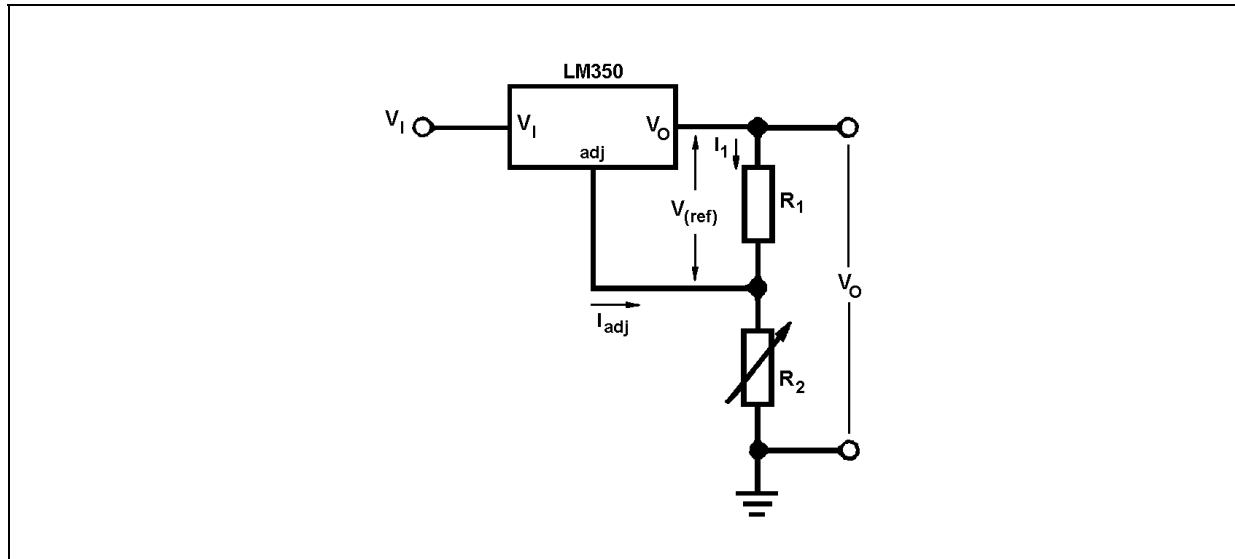 LM350
V_I
V_I
V_O
adj
I_1
V_(ref)
R_1
V_O
I_adj
R_2